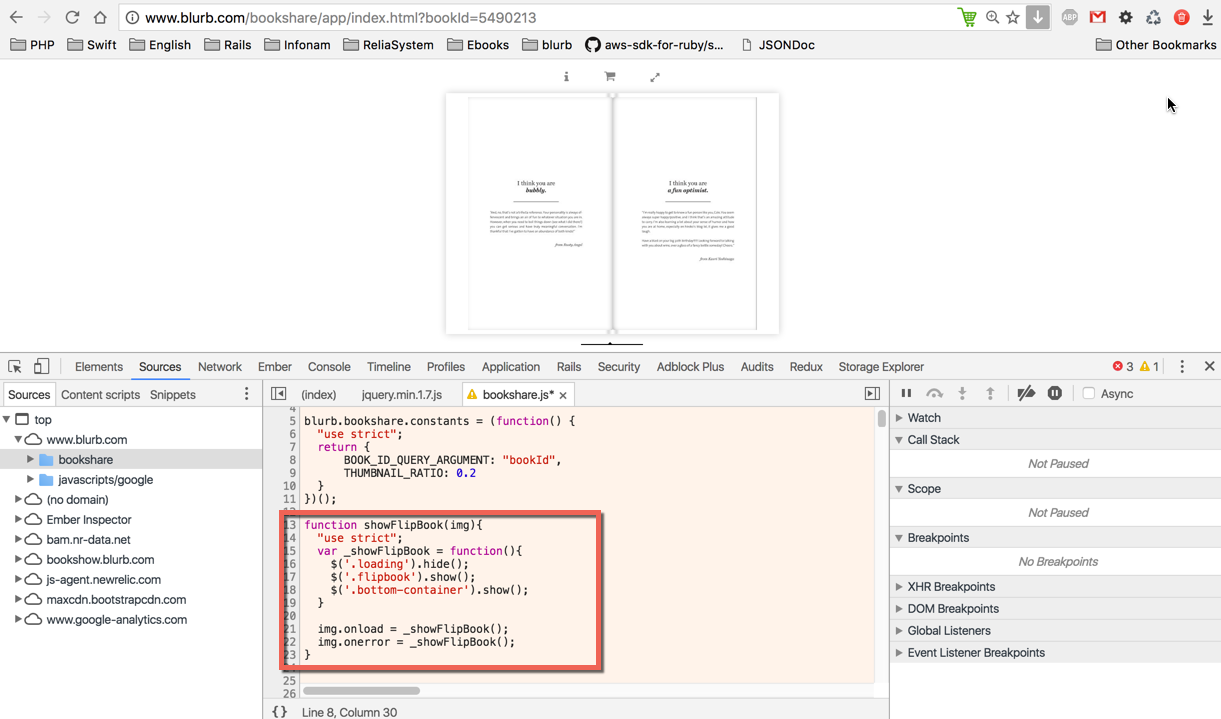 www.blurb.com/bookshare/app/index.html?bookId=5490213
ABP
PHP Swift English Rails Infonam ReliaSystem Ebooks blurb aws-sdk-for-ruby/s... JSONDoc Other Bookmarks
I think you are
bubbly.
I think you are
a fun optimist.
Elements Sources Network Ember Console Timeline Profiles Application Rails Security Adblock Plus Audits Redux Storage Explorer 3 1
Sources Content scripts Snippets
(index) jquery.min.1.7.js bookshare.js*
Async
top
www.blurb.com
bookshare
javascripts/google
(no domain)
Ember Inspector
bam.nr-data.net
bookshow.blurb.com
js-agent.newrelic.com
maxcdn.bootstrapcdn.com
www.google-analytics.com
4
5 blurb.bookshare.constants = (function() {
6 "use strict";
7 return {
8 BOOK_ID_QUERY_ARGUMENT: "bookId",
9 THUMBNAIL_RATIO: 0.2
10 }
11 })();
12
13 function showFlipBook(img){
14 "use strict";
15 var _showFlipBook = function(){
16 $('.loading').hide();
17 $('.flipbook').show();
18 $('.bottom-container').show();
19 }
20
21 img.onload = _showFlipBook();
22 img.onerror = _showFlipBook();
23 }
25
26
{} Line 8, Column 30
Watch
Call Stack
Not Paused
Scope
Not Paused
Breakpoints
No Breakpoints
XHR Breakpoints
DOM Breakpoints
Global Listeners
Event Listener Breakpoints